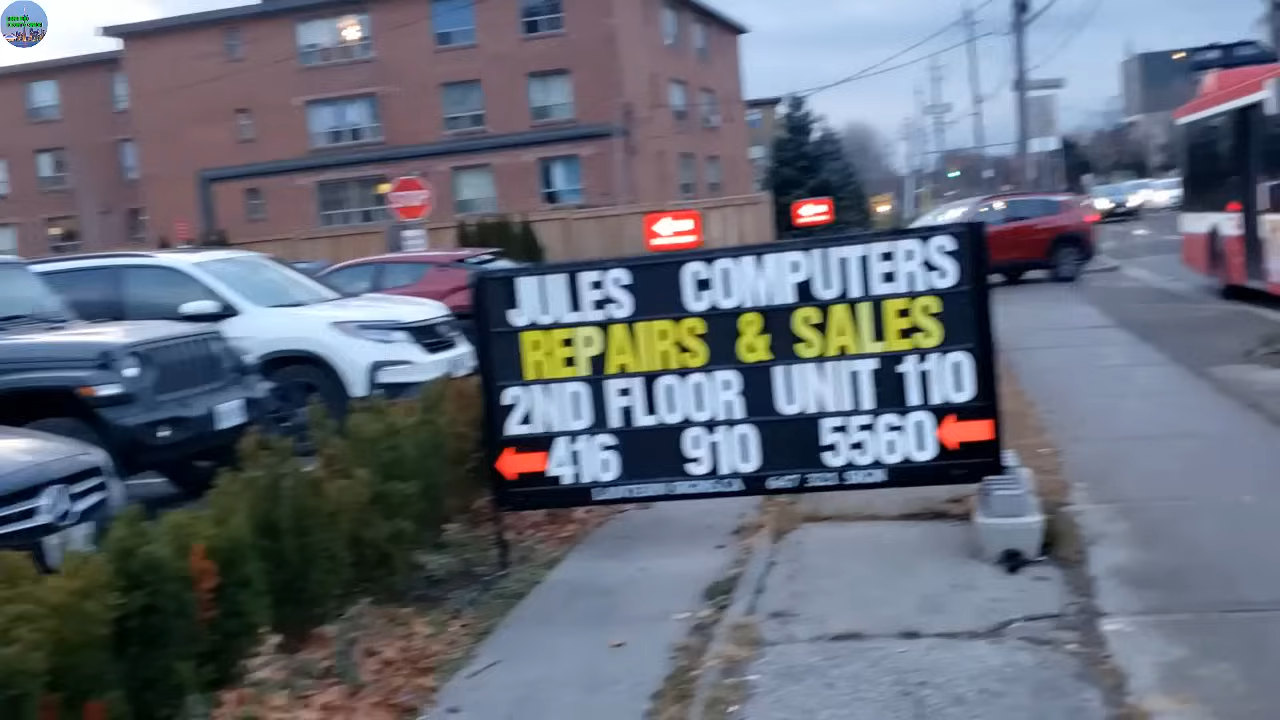 JULES COMPUTERS
REPAIRS & SALES
2ND FLOOR UNIT 110
416 910 5560